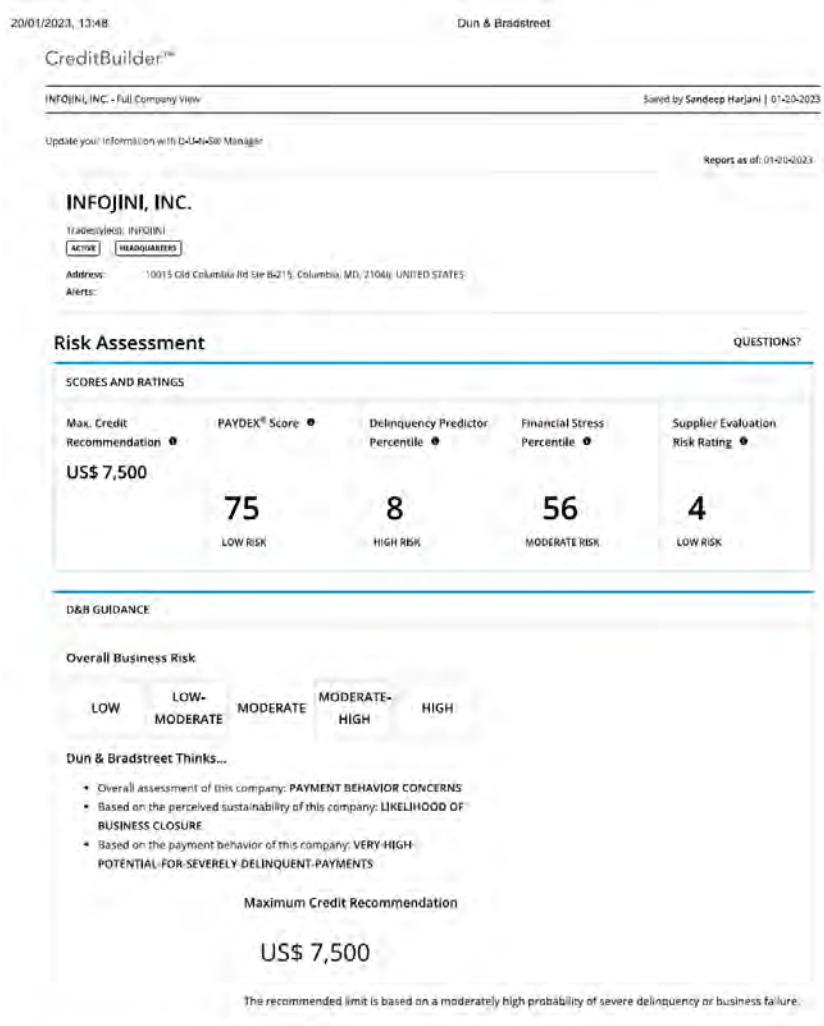 20/01/2023, 13:48
Dun & Bradstreet
CreditBuilder™
INFOJINI, INC. - Full Company View
Saved by Sandeep Harjani | 01-20-2023
Update your information with D-U-N-S® Manager
Report as of: 01-20-2023
INFOJINI, INC.
Tradestyle(s): INFOJINI
ACTIVE
HEADQUARTERS
Address: 10015 Old Columbia Rd Ste B-215, Columbia, MD, 21046, UNITED STATES
Alerts:
Risk Assessment
QUESTIONS?
SCORES AND RATINGS
Max. Credit
Recommendation
US$ 7,500
PAYDEX® Score
75
LOW RISK
Delinquency Predictor
Percentile
8
HIGH RISK
Financial Stress
Percentile
56
MODERATE RISK
Supplier Evaluation
Risk Rating
4
LOW RISK
D&B GUIDANCE
Overall Business Risk
LOW
LOW-
MODERATE
MODERATE
MODERATE-
HIGH
HIGH
Dun & Bradstreet Thinks...
• Overall assessment of this company: PAYMENT BEHAVIOR CONCERNS
• Based on the perceived sustainability of this company: LIKELIHOOD OF
BUSINESS CLOSURE
• Based on the payment behavior of this company: VERY-HIGH-
POTENTIAL-FOR-SEVERELY-DELINQUENT-PAYMENTS
Maximum Credit Recommendation
US$ 7,500
The recommended limit is based on a moderately high probability of severe delinquency or business failure.